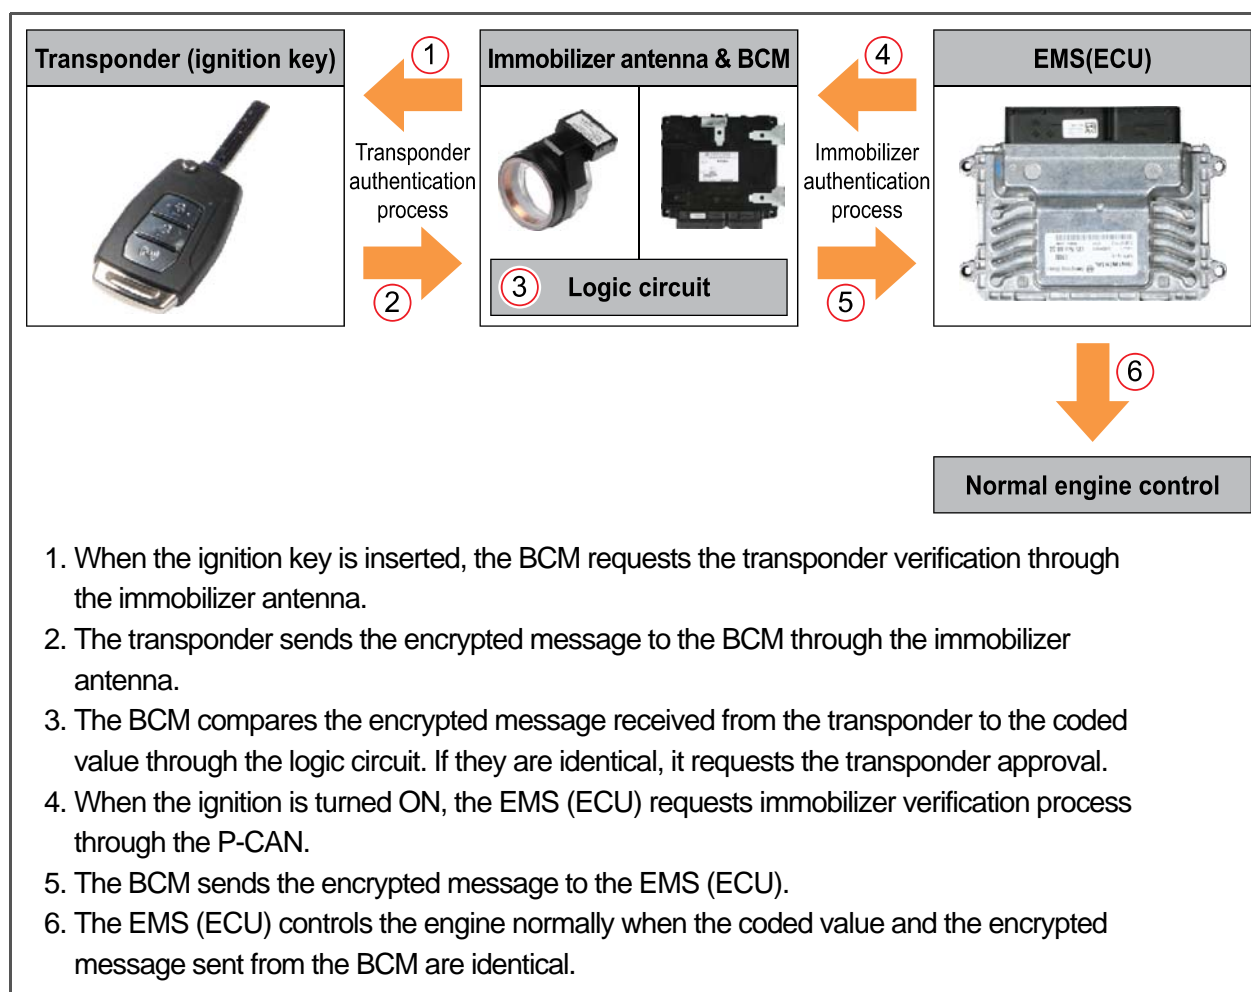 Transponder (ignition key)
1
Immobilizer antenna & BCM
4
EMS(ECU)
Transponder
authentication
process
Immobilizer
authentication
process
2
3 Logic circuit
5
6
Normal engine control
1. When the ignition key is inserted, the BCM requests the transponder verification through
the immobilizer antenna.
2. The transponder sends the encrypted message to the BCM through the immobilizer
antenna.
3. The BCM compares the encrypted message received from the transponder to the coded
value through the logic circuit. If they are identical, it requests the transponder approval.
4. When the ignition is turned ON, the EMS (ECU) requests immobilizer verification process
through the P-CAN.
5. The BCM sends the encrypted message to the EMS (ECU).
6. The EMS (ECU) controls the engine normally when the coded value and the encrypted
message sent from the BCM are identical.